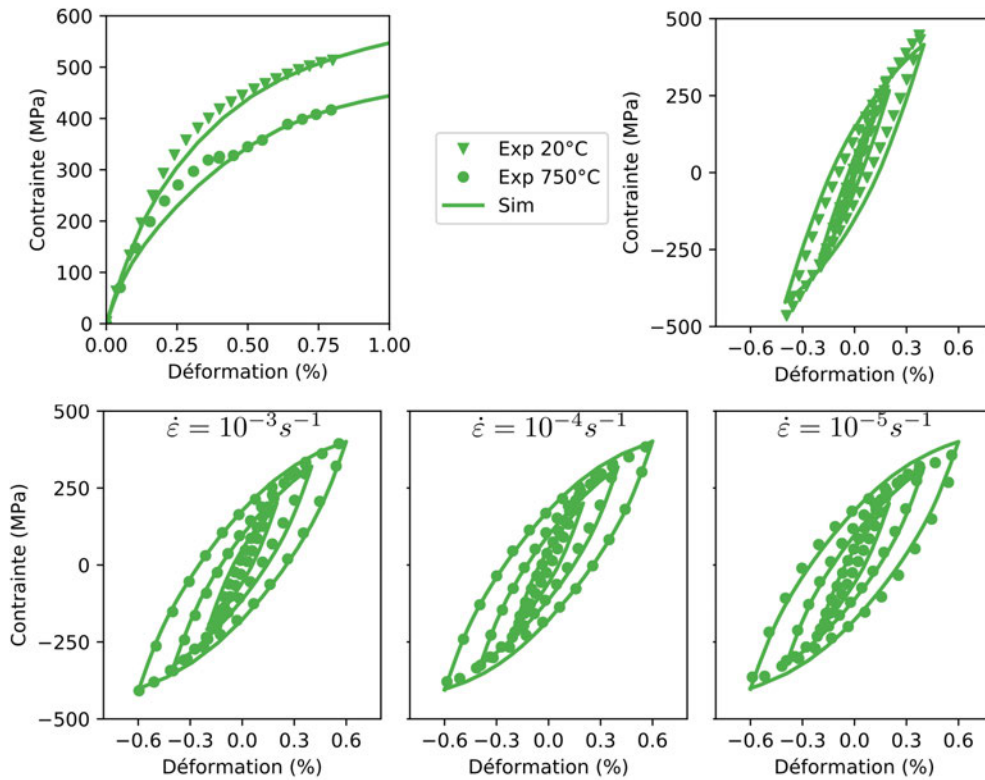 600
500
400
300
200
100
0
Contrainte (MPa)
0.00 0.25 0.50 0.75 1.00
Déformation (%)
Exp 20°C
Exp 750°C
Sim
500
250
0
−250
−500
Contrainte (MPa)
−0.6 −0.3 0.0 0.3 0.6
Déformation (%)
500
250
0
−250
−500
Contrainte (MPa)
ε̇ = 10⁻³s⁻¹
−0.6 −0.3 0.0 0.3 0.6
Déformation (%)
ε̇ = 10⁻⁴s⁻¹
−0.6 −0.3 0.0 0.3 0.6
Déformation (%)
ε̇ = 10⁻⁵s⁻¹
−0.6 −0.3 0.0 0.3 0.6
Déformation (%)